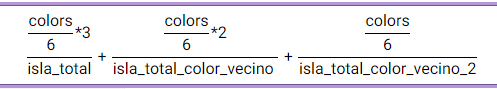 colors colors colors
6 *3 6 *2 6
isla_total + isla_total_color_vecino + isla_total_color_vecino_2